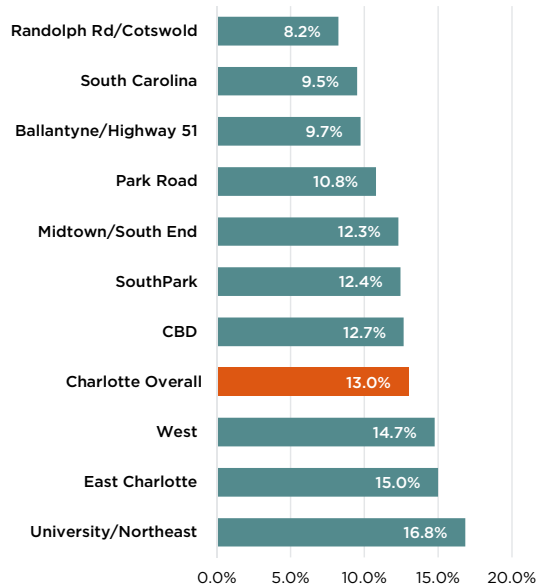 Randolph Rd/Cotswold 8.2%
South Carolina 9.5%
Ballantyne/Highway 51 9.7%
Park Road 10.8%
Midtown/South End 12.3%
SouthPark 12.4%
CBD 12.7%
Charlotte Overall 13.0%
West 14.7%
East Charlotte 15.0%
University/Northeast 16.8%
0.0% 5.0% 10.0% 15.0% 20.0%